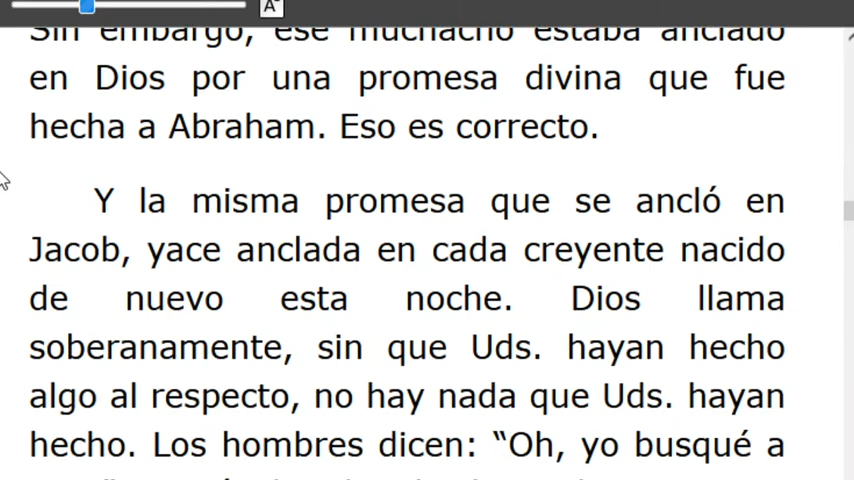 A
Sin embargo, ese muchacho estaba anclado
en Dios por una promesa divina que fue
hecha a Abraham. Eso es correcto.
Y la misma promesa que se ancló en
Jacob, yace anclada en cada creyente nacido
de nuevo esta noche. Dios llama
soberanamente, sin que Uds. hayan hecho
algo al respecto, no hay nada que Uds. hayan
hecho. Los hombres dicen: “Oh, yo busqué a